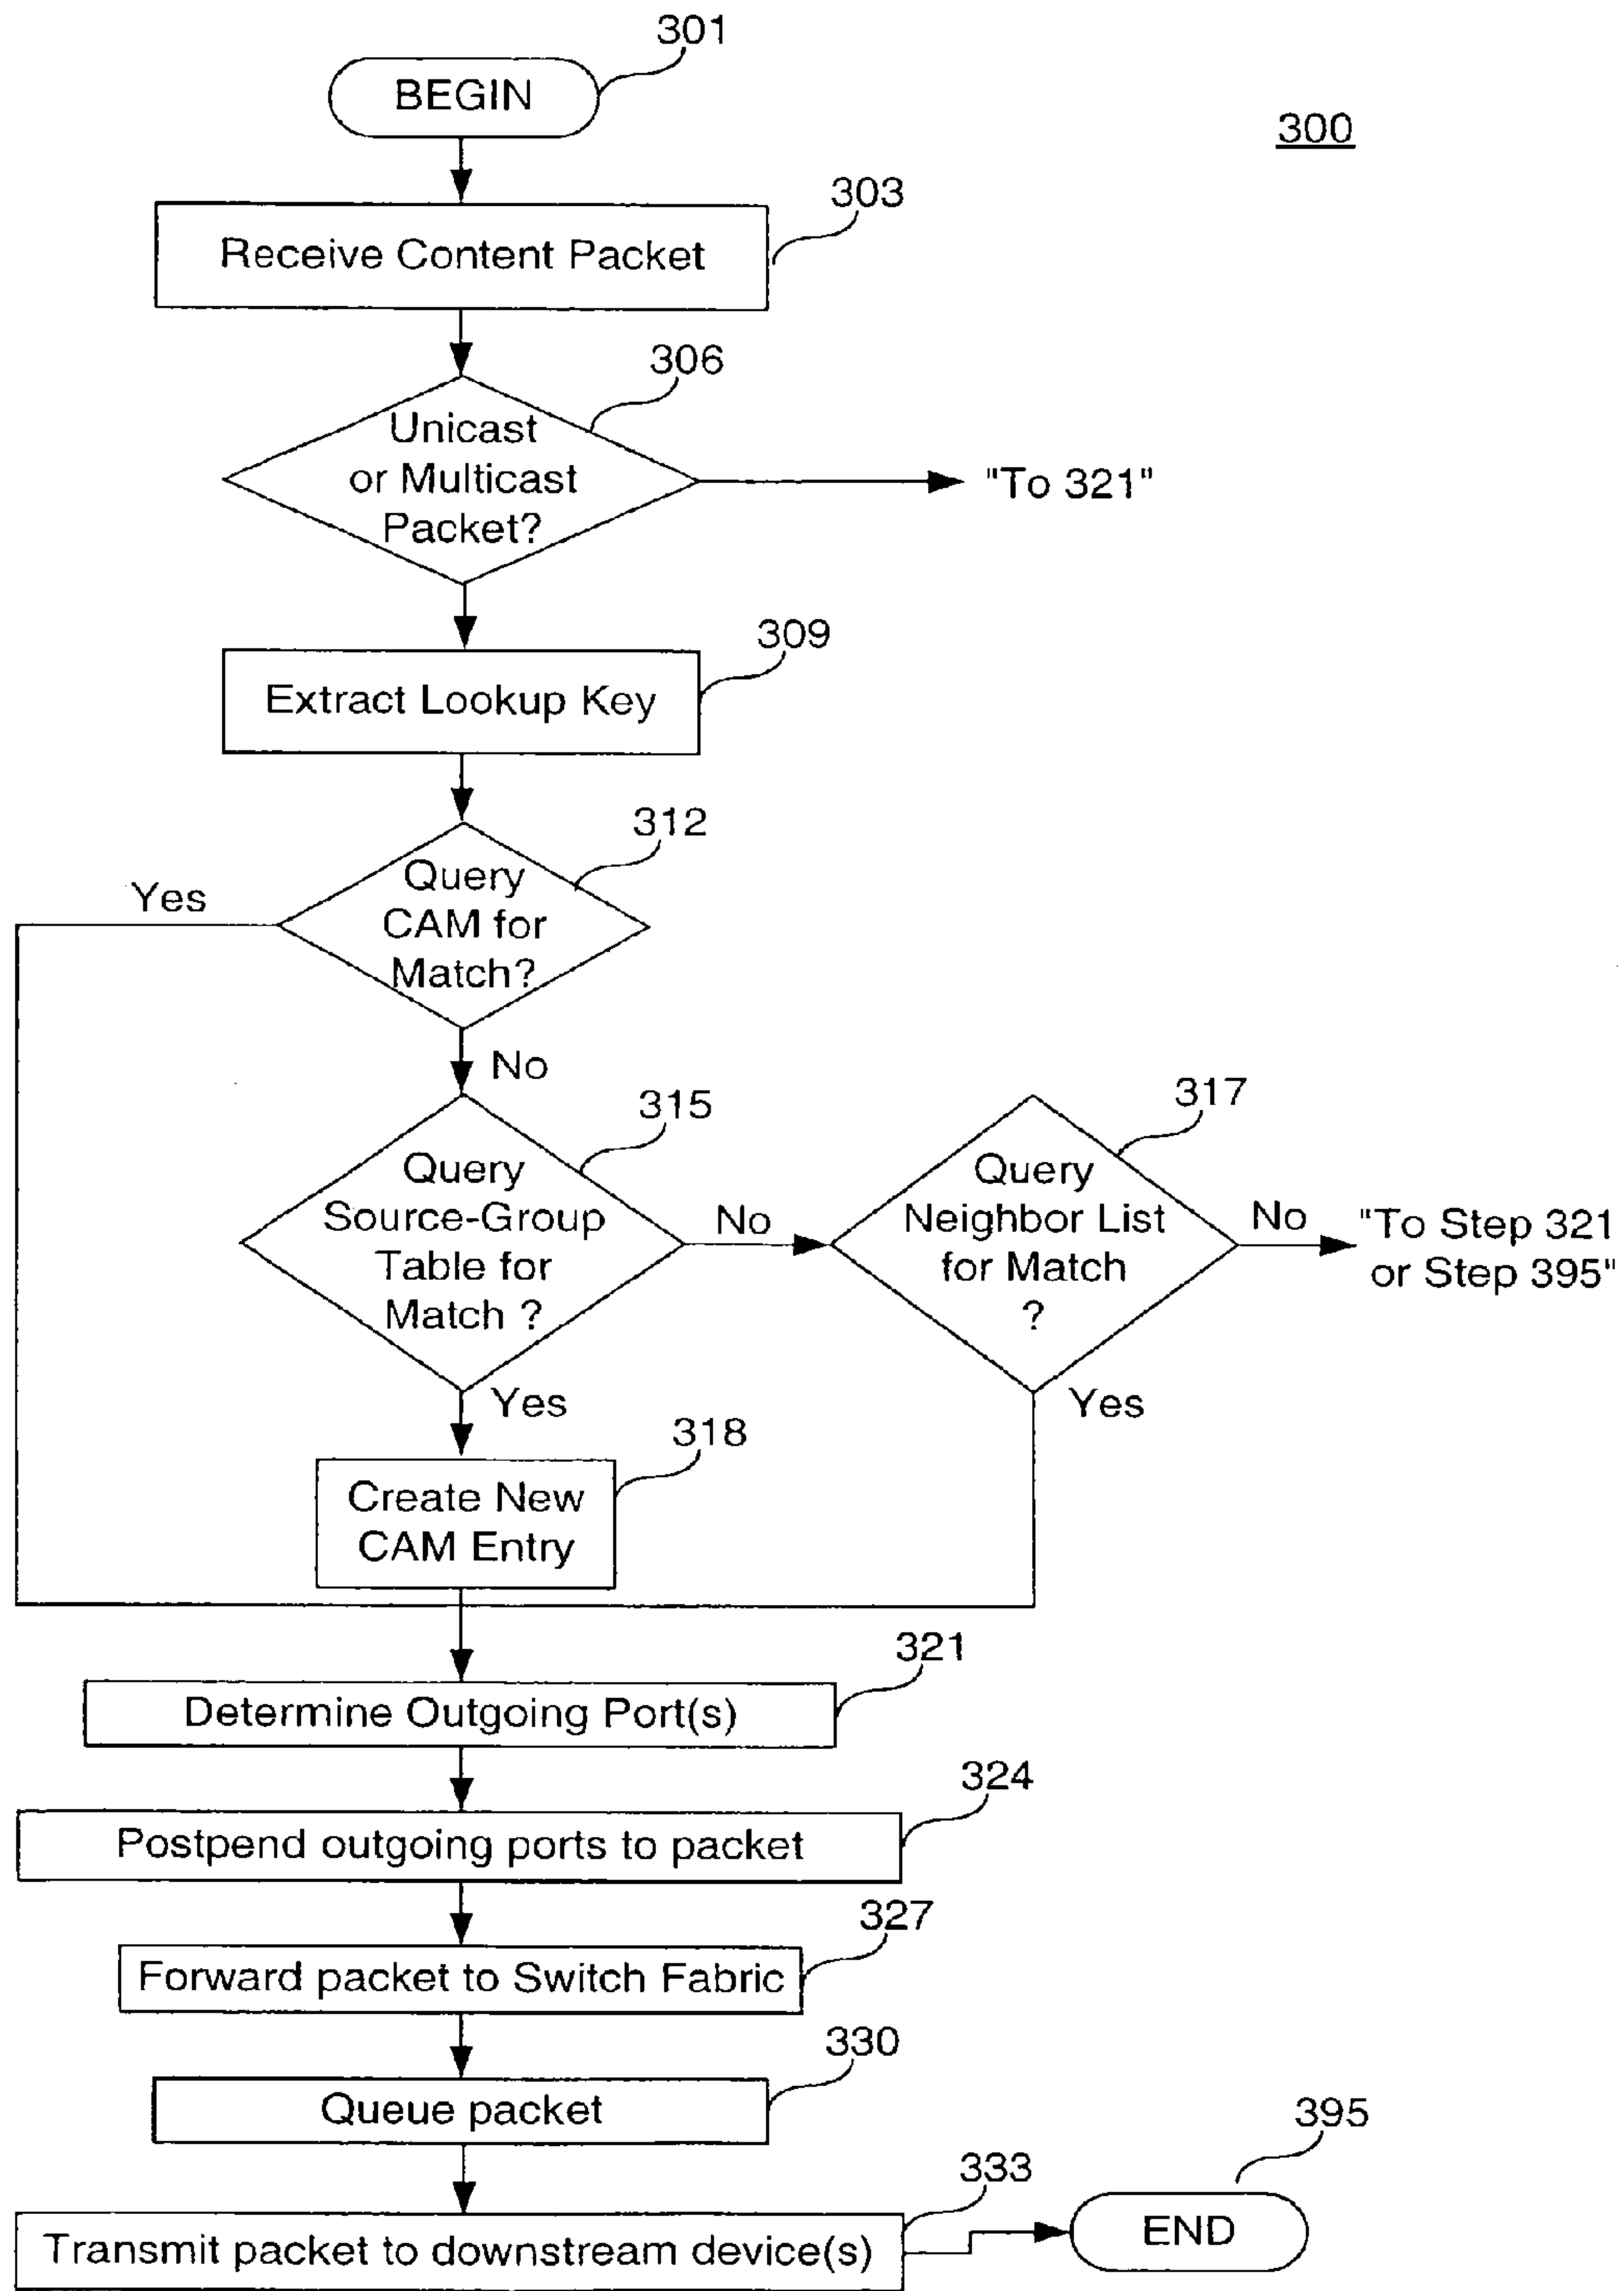 301
BEGIN
300
303
Receive Content Packet
306
Unicast
or Multicast
Packet?
"To 321"
309
Extract Lookup Key
312
Query
CAM for
Match?
Yes
No
315
Query
Source-Group
Table for
Match ?
No
317
Query
Neighbor List
for Match
?
No
"To Step 321
or Step 395"
Yes
Yes
318
Create New
CAM Entry
321
Determine Outgoing Port(s)
324
Postpend outgoing ports to packet
327
Forward packet to Switch Fabric
330
Queue packet
333
Transmit packet to downstream device(s)
395
END